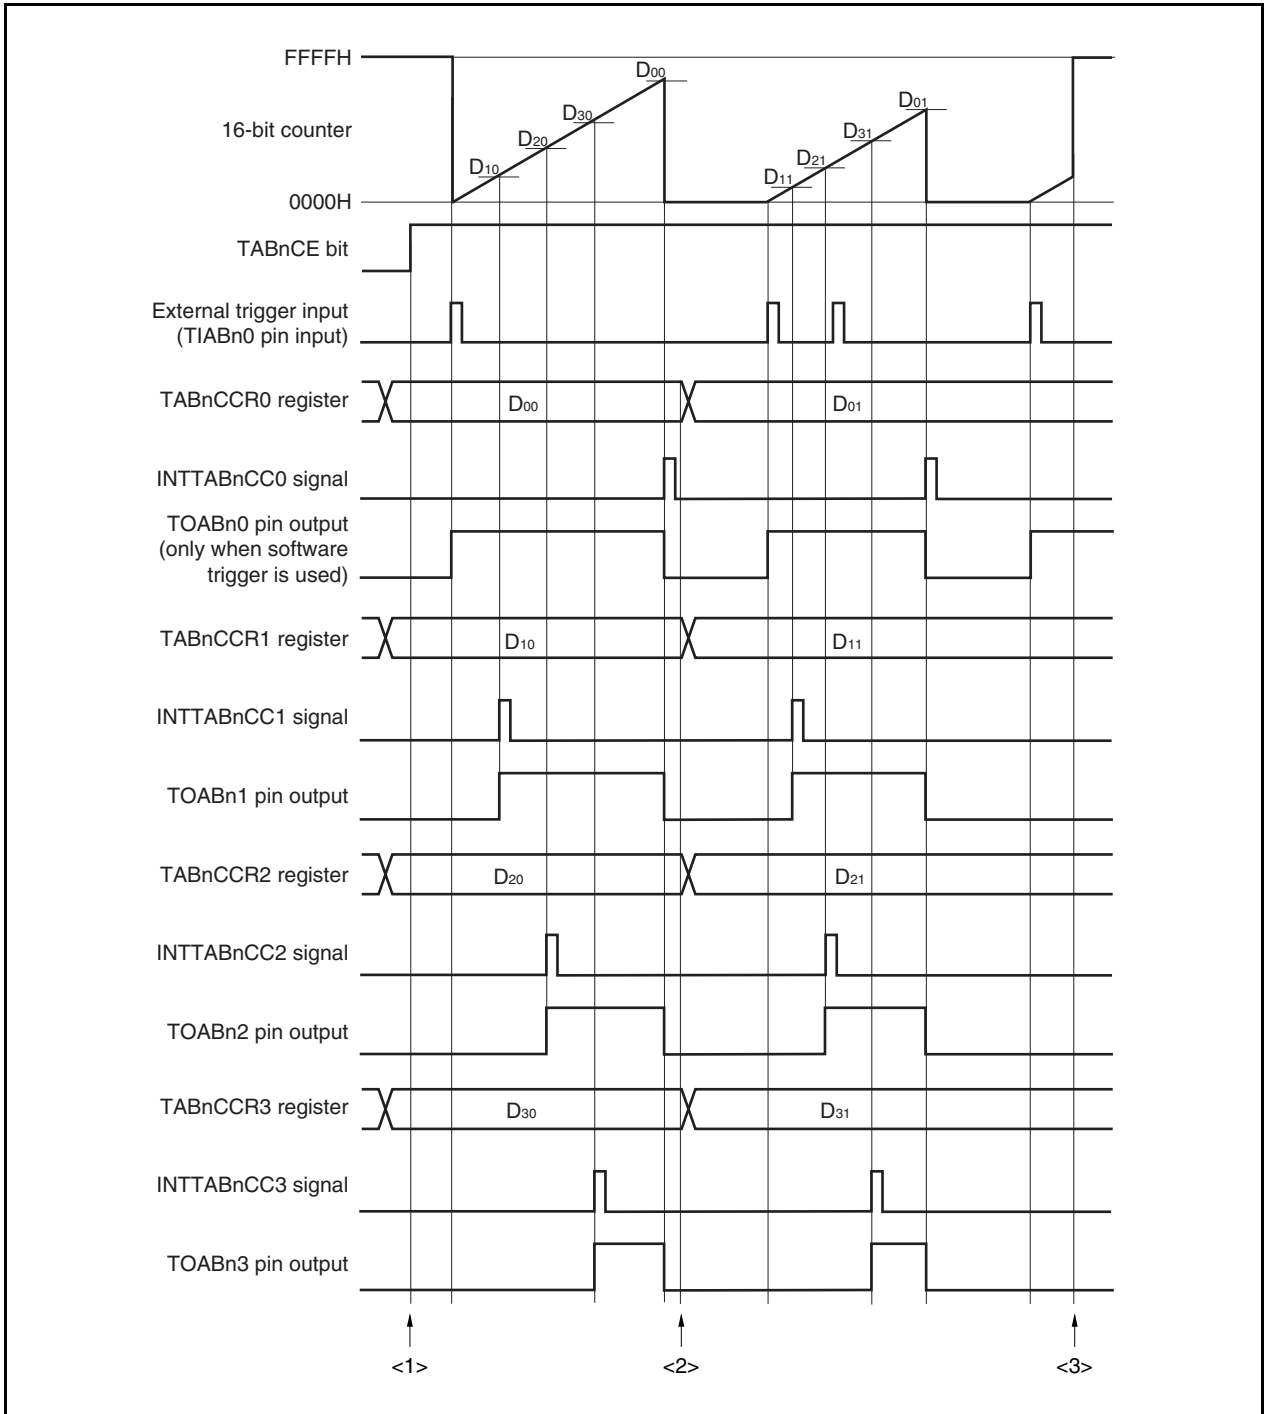 FFFFH
D00
D01
D30
16-bit counter
D31
D20
D21
D10
D11
0000H
TABnCE bit
External trigger input
(TIABn0 pin input)
TABnCCR0 register
D00
D01
INTTABnCC0 signal
TOABn0 pin output
(only when software
trigger is used)
TABnCCR1 register
D10
D11
INTTABnCC1 signal
TOABn1 pin output
TABnCCR2 register
D20
D21
INTTABnCC2 signal
TOABn2 pin output
TABnCCR3 register
D30
D31
INTTABnCC3 signal
TOABn3 pin output
<1>
<2>
<3>